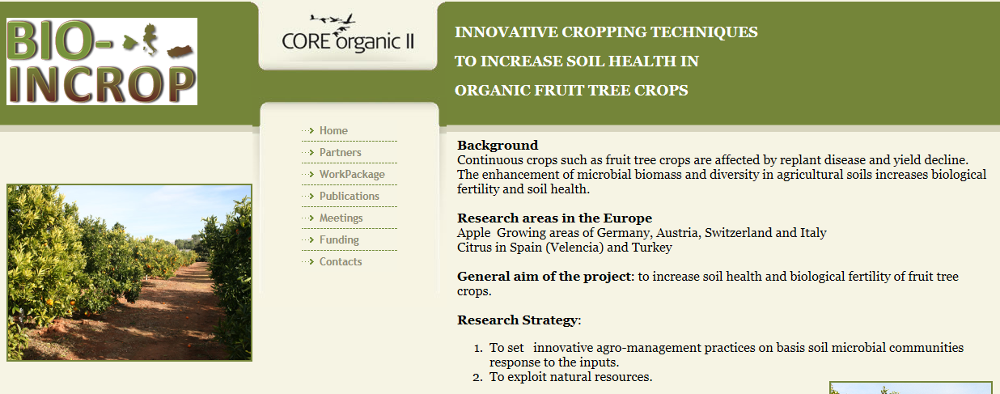 BIO-
INCROP
CORE organic II
INNOVATIVE CROPPING TECHNIQUES
TO INCREASE SOIL HEALTH IN
ORGANIC FRUIT TREE CROPS
Home
Partners
WorkPackage
Publications
Meetings
Funding
Contacts
Background
Continuous crops such as fruit tree crops are affected by replant disease and yield decline.
The enhancement of microbial biomass and diversity in agricultural soils increases biological
fertility and soil health.
Research areas in the Europe
Apple  Growing areas of Germany, Austria, Switzerland and Italy
Citrus in Spain (Velencia) and Turkey
General aim of the project: to increase soil health and biological fertility of fruit tree
crops.
Research Strategy:
1. To set   innovative agro-management practices on basis soil microbial communities
response to the inputs.
2. To exploit natural resources.